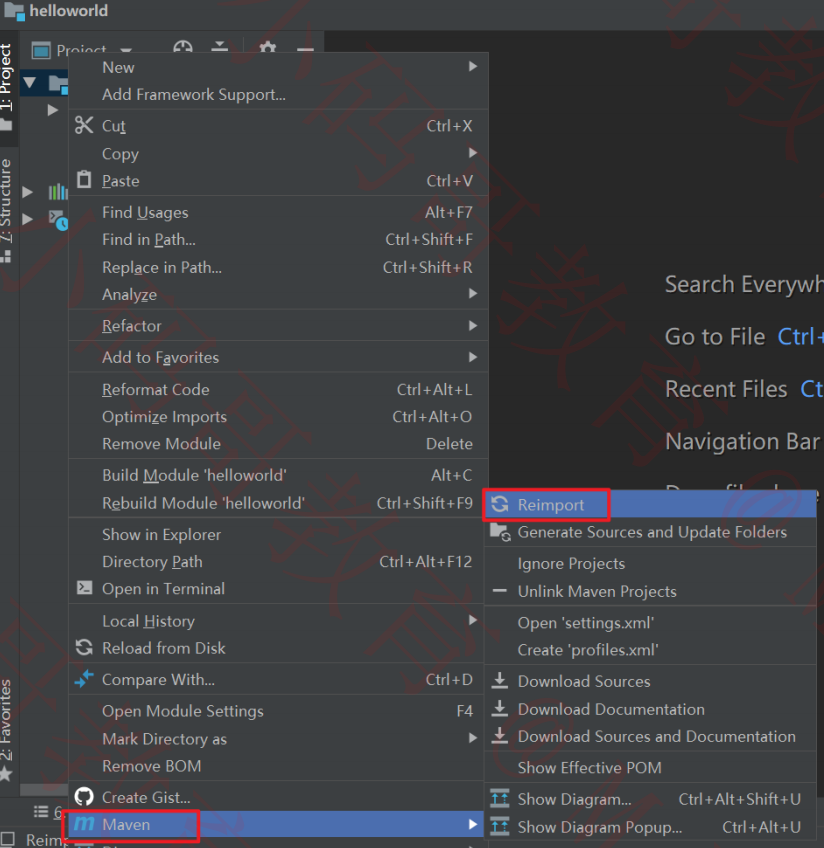 helloworld
Project
1: Project
7: Structure
2: Favorites
New
Add Framework Support...
Cut Ctrl+X
Copy
Paste Ctrl+V
Find Usages Alt+F7
Find in Path... Ctrl+Shift+F
Replace in Path... Ctrl+Shift+R
Analyze
Refactor
Add to Favorites
Reformat Code Ctrl+Alt+L
Optimize Imports Ctrl+Alt+O
Remove Module Delete
Build Module 'helloworld' Alt+C
Rebuild Module 'helloworld' Ctrl+Shift+F9
Show in Explorer
Directory Path Ctrl+Alt+F12
Open in Terminal
Local History
Reload from Disk
Compare With... Ctrl+D
Open Module Settings F4
Mark Directory as
Remove BOM
Create Gist...
Maven
Reimport
Generate Sources and Update Folders
Ignore Projects
Unlink Maven Projects
Open 'settings.xml'
Create 'profiles.xml'
Download Sources
Download Documentation
Download Sources and Documentation
Show Effective POM
Show Diagram... Ctrl+Alt+Shift+U
Show Diagram Popup... Ctrl+Alt+U
Search Everywh
Go to File Ctrl+
Recent Files Ct
Navigation Bar
6
Reimp
小码哥教育